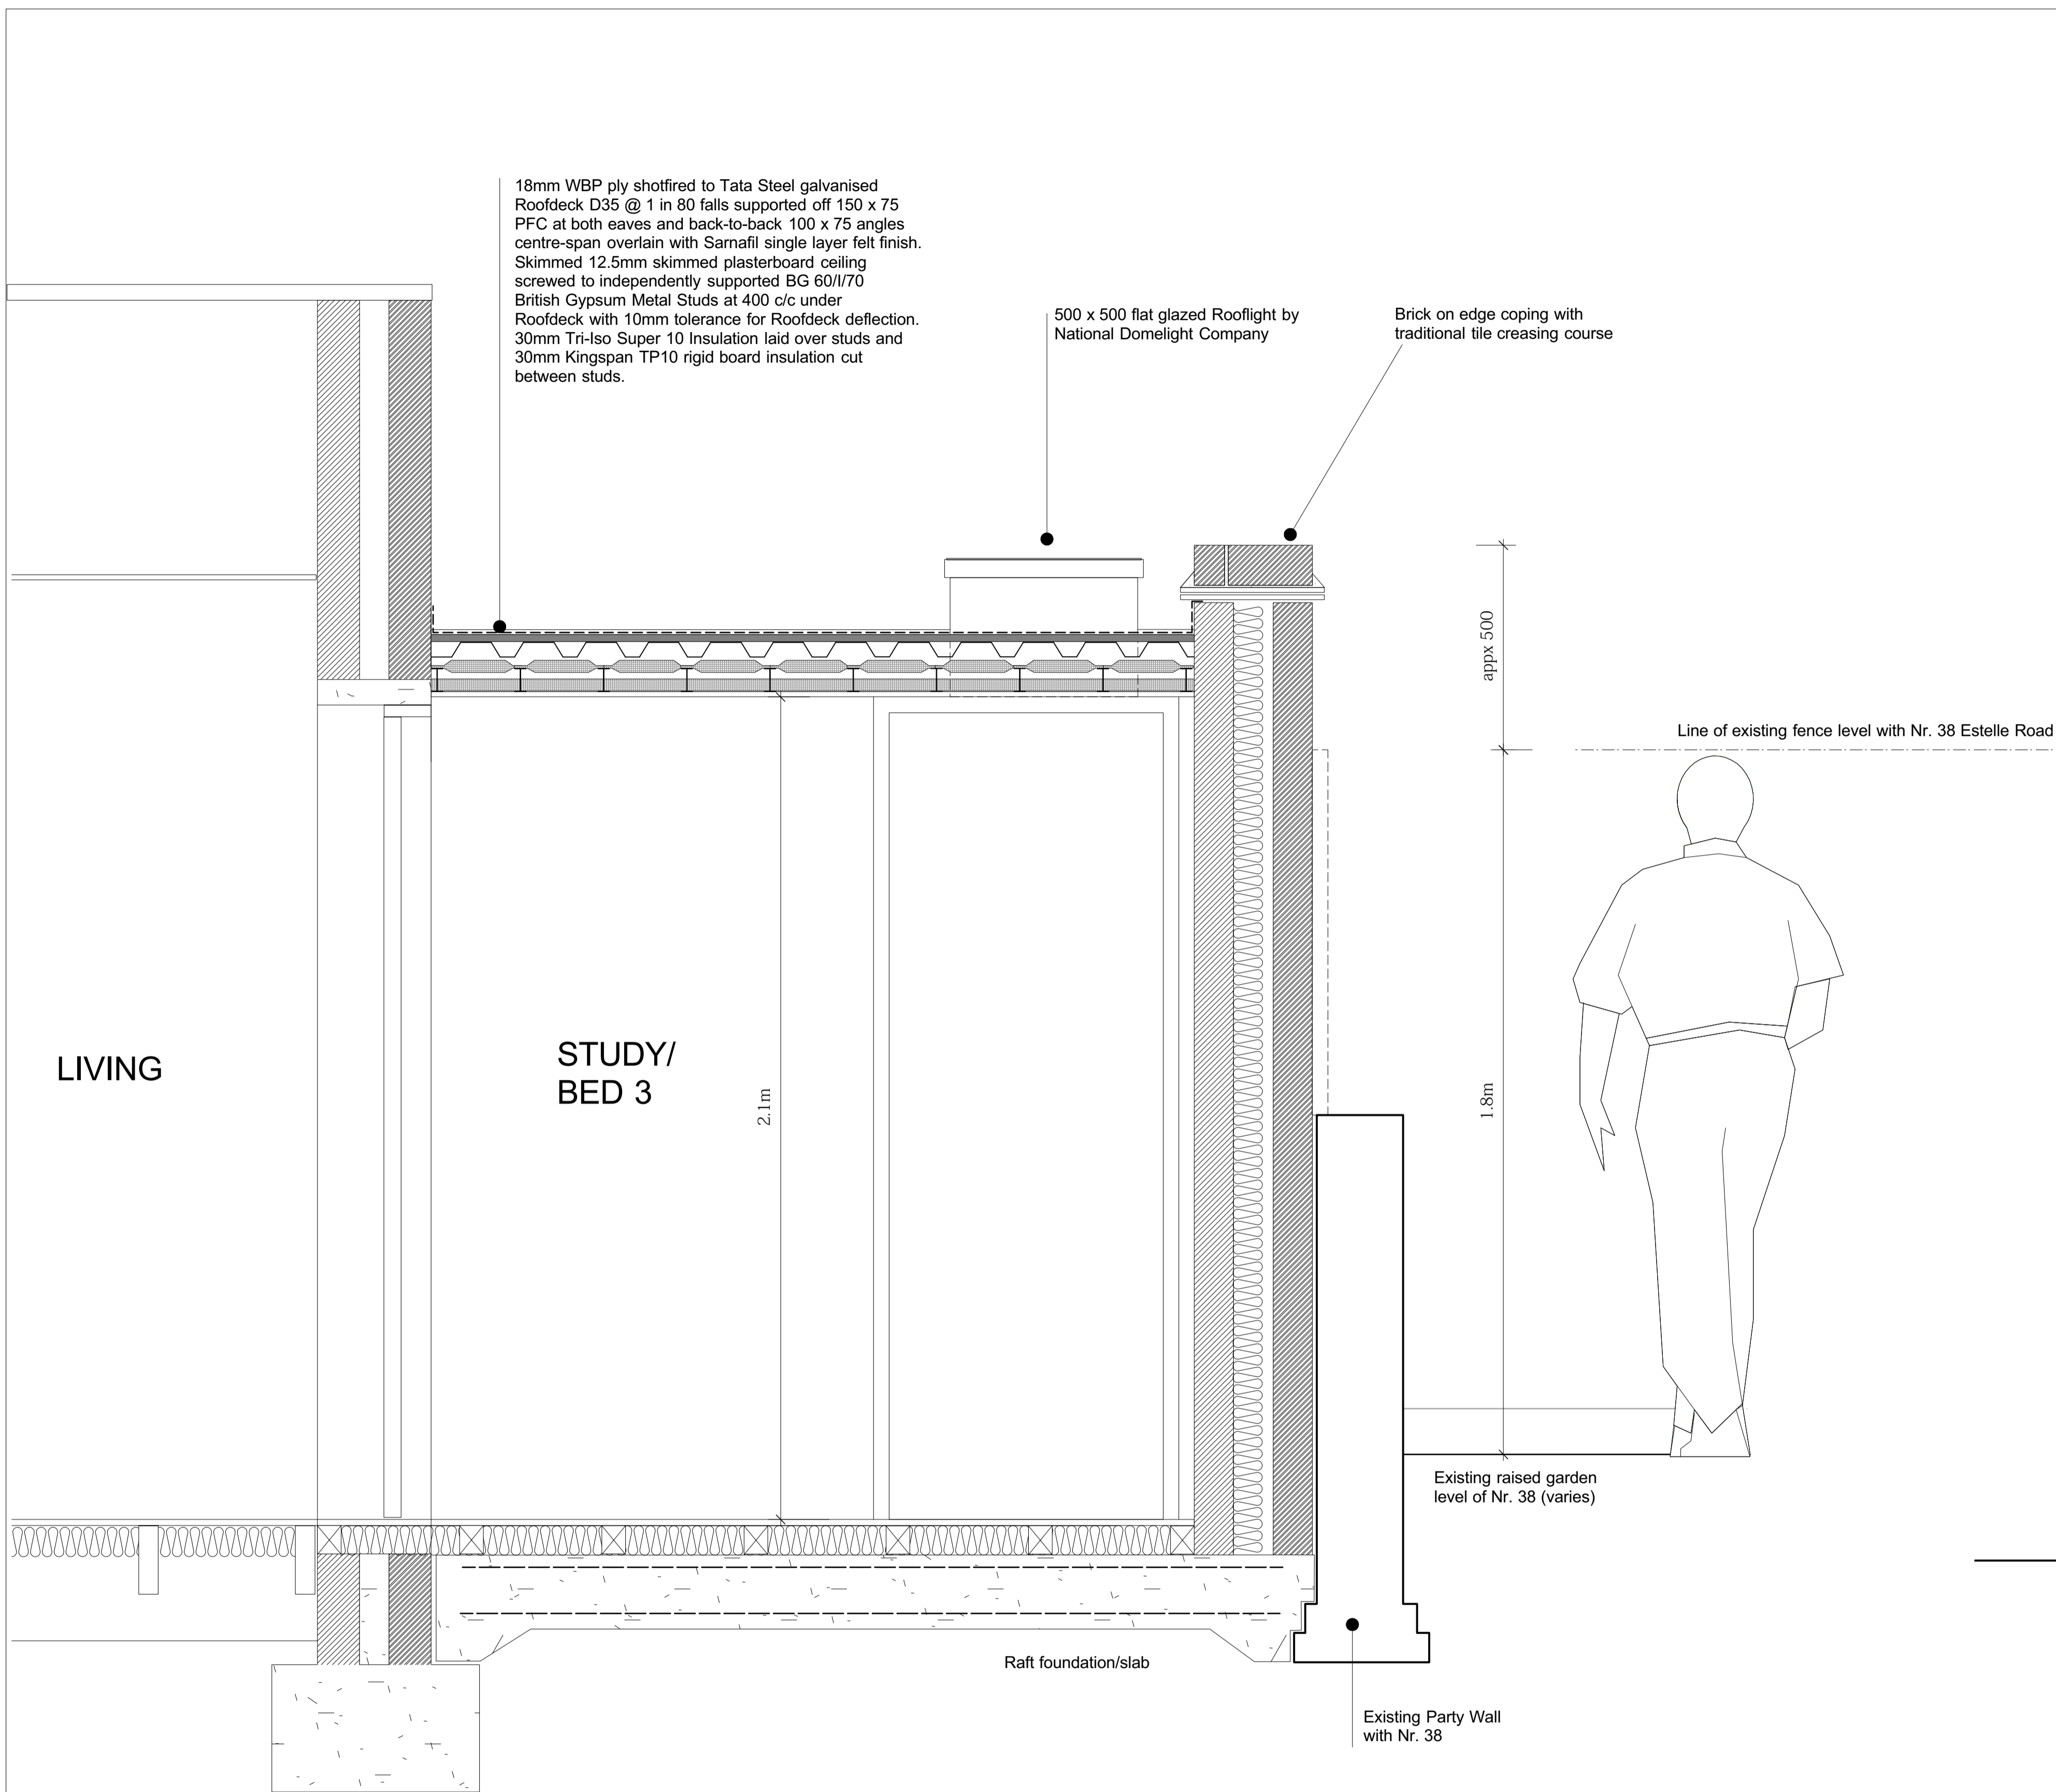 18mm WBP ply shotfired to Tata Steel galvanised
Roofdeck D35 @ 1 in 80 falls supported off 150 x 75
PFC at both eaves and back-to-back 100 x 75 angles
centre-span overlain with Sarnafil single layer felt finish.
Skimmed 12.5mm skimmed plasterboard ceiling
screwed to independently supported BG 60/I/70
British Gypsum Metal Studs at 400 c/c under
Roofdeck with 10mm tolerance for Roofdeck deflection.
30mm Tri-Iso Super 10 Insulation laid over studs and
30mm Kingspan TP10 rigid board insulation cut
between studs.
500 x 500 flat glazed Rooflight by
National Domelight Company
Brick on edge coping with
traditional tile creasing course
appx 500
Line of existing fence level with Nr. 38 Estelle Road
LIVING
STUDY/
BED 3
2.1m
1.8m
Existing raised garden
level of Nr. 38 (varies)
Raft foundation/slab
Existing Party Wall
with Nr. 38